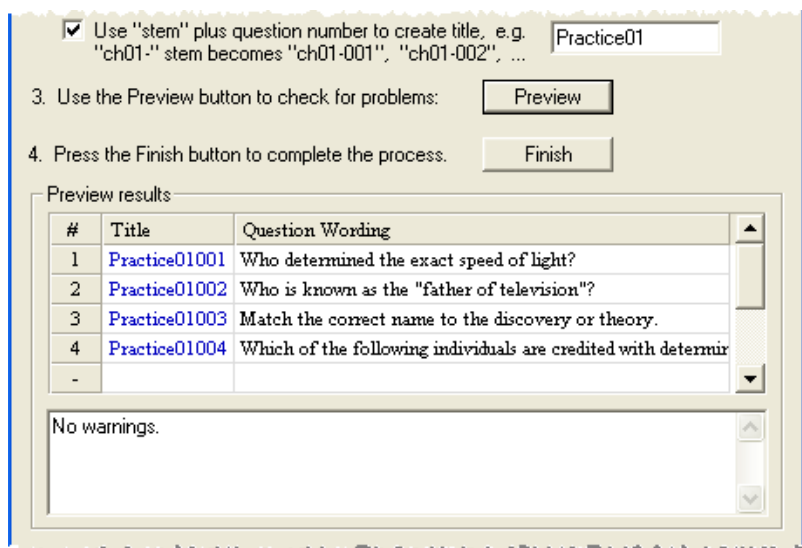 Use "stem" plus question number to create title, e.g.
"ch01-" stem becomes "ch01-001", "ch01-002", ...
Practice01
3. Use the Preview button to check for problems: Preview
4. Press the Finish button to complete the process. Finish
Preview results
# Title Question Wording
1 Practice01001 Who determined the exact speed of light?
2 Practice01002 Who is known as the "father of television"?
3 Practice01003 Match the correct name to the discovery or theory.
4 Practice01004 Which of the following individuals are credited with determin
-
No warnings.